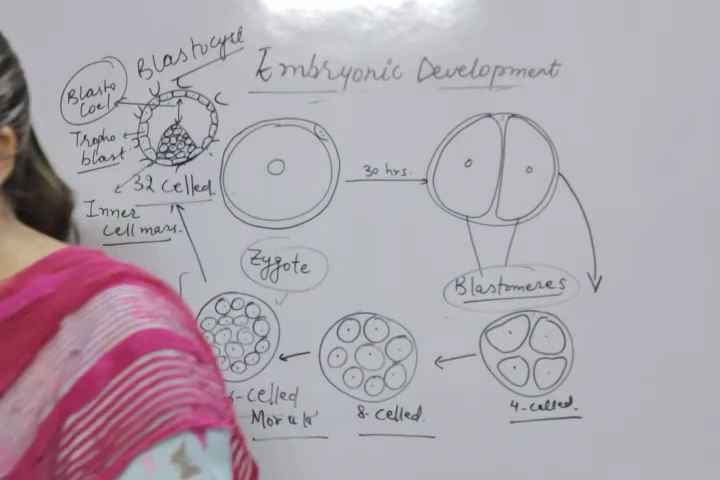 Embryonic Development
Blastocyst
Blasto
Coel
Tropho
blast.
32 celled
Inner
cell mass.
30 hrs.
Zygote
Blastomeres
-celled
8-celled.
4-celled.